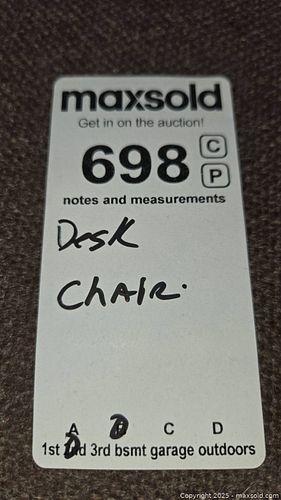 maxsold
Get in on the auction!
698 C
P
notes and measurements
Desk
Chair.
A C D
1st 3rd bsmt garage outdoors
Copyright © 2025 - maxsold.com